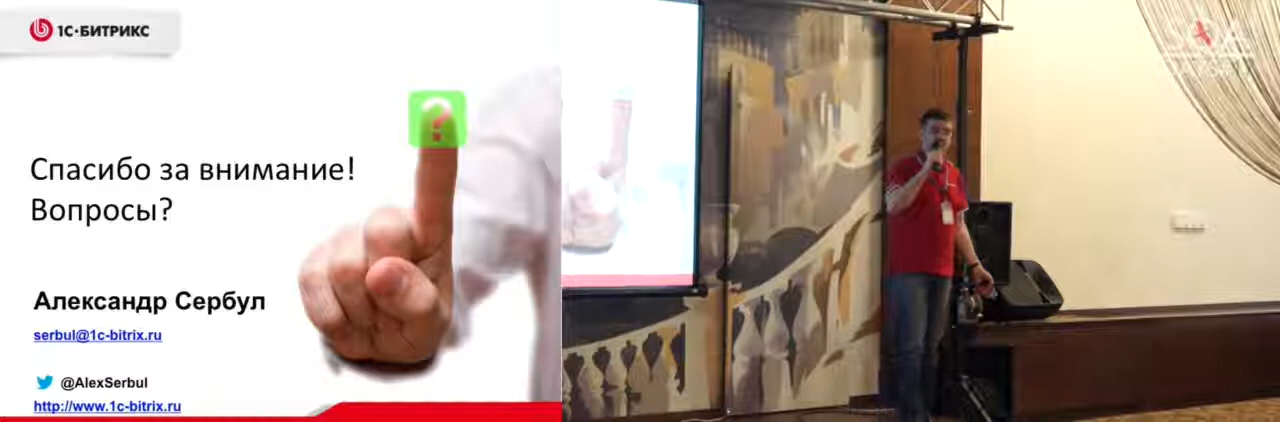 1С-БИТРИКС
?
Спасибо за внимание!
Вопросы?
Александр Сербул
serbul@1c-bitrix.ru
@AlexSerbul
http://www.1c-bitrix.ru